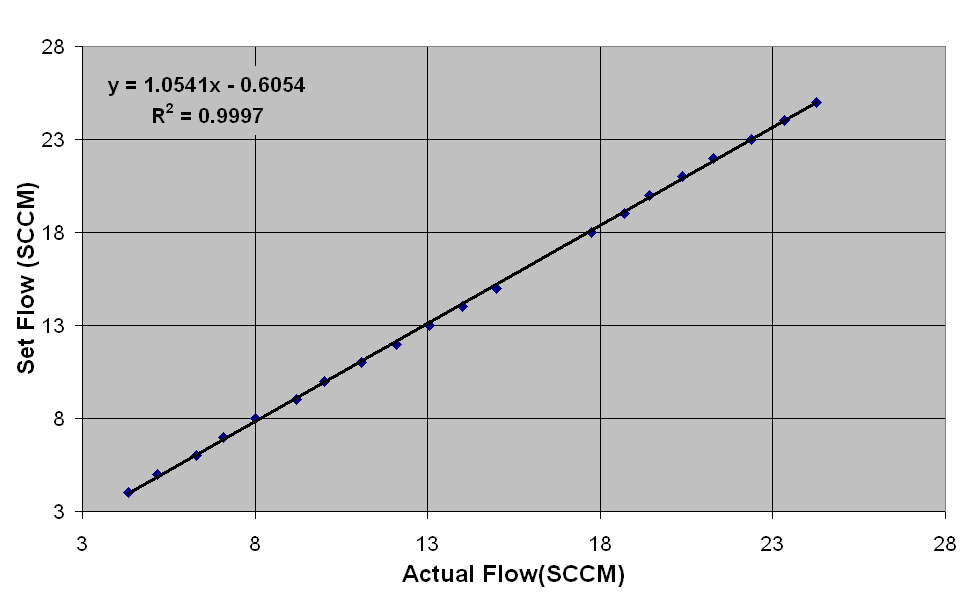 28
y = 1.0541x - 0.6054
R² = 0.9997
23
18
13
8
3
Set Flow (SCCM)
3 8 13 18 23 28
Actual Flow(SCCM)